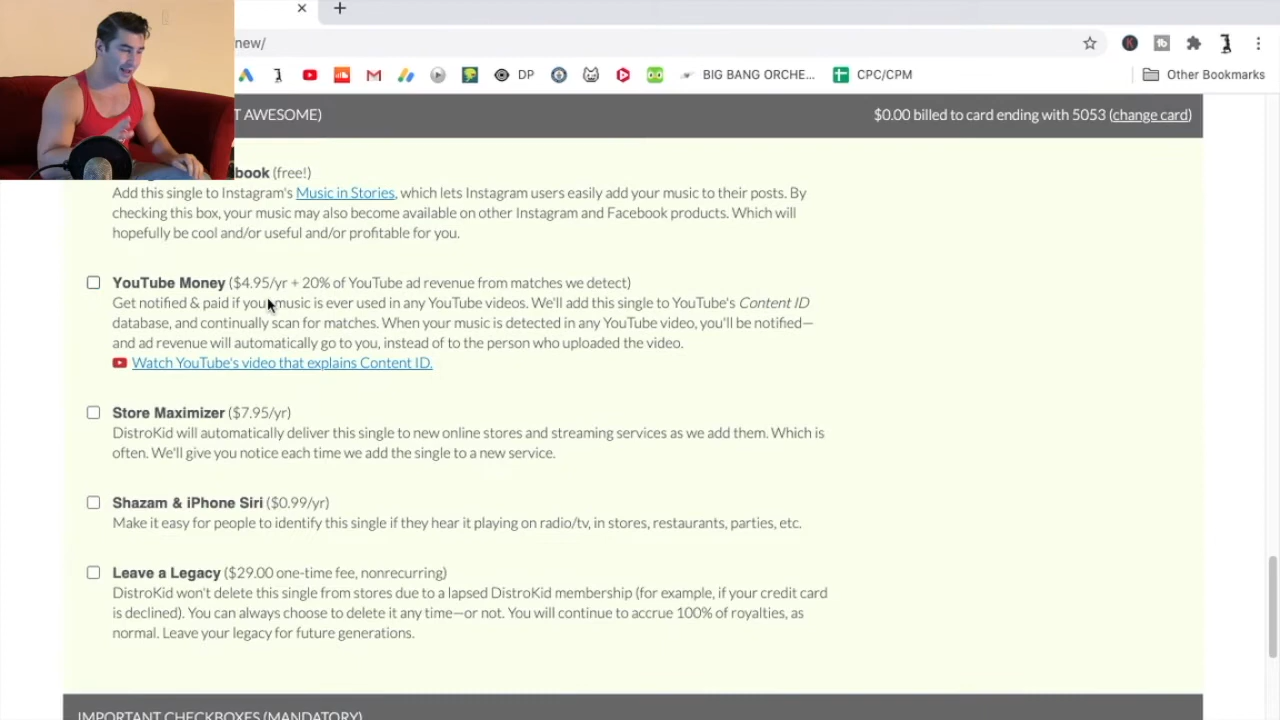 new/
DP
BIG BANG ORCHE...
CPC/CPM
Other Bookmarks
T AWESOME)
$0.00 billed to card ending with 5053 (change card)
book (free!)
Add this single to Instagram's Music in Stories, which lets Instagram users easily add your music to their posts. By
checking this box, your music may also become available on other Instagram and Facebook products. Which will
hopefully be cool and/or useful and/or profitable for you.
YouTube Money ($4.95/yr + 20% of YouTube ad revenue from matches we detect)
Get notified & paid if your music is ever used in any YouTube videos. We'll add this single to YouTube's Content ID
database, and continually scan for matches. When your music is detected in any YouTube video, you'll be notified—
and ad revenue will automatically go to you, instead of to the person who uploaded the video.
Watch YouTube's video that explains Content ID.
Store Maximizer ($7.95/yr)
DistroKid will automatically deliver this single to new online stores and streaming services as we add them. Which is
often. We'll give you notice each time we add the single to a new service.
Shazam & iPhone Siri ($0.99/yr)
Make it easy for people to identify this single if they hear it playing on radio/tv, in stores, restaurants, parties, etc.
Leave a Legacy ($29.00 one-time fee, nonrecurring)
DistroKid won't delete this single from stores due to a lapsed DistroKid membership (for example, if your credit card
is declined). You can always choose to delete it any time—or not. You will continue to accrue 100% of royalties, as
normal. Leave your legacy for future generations.
IMPORTANT CHECKBOXES (MANDATORY)